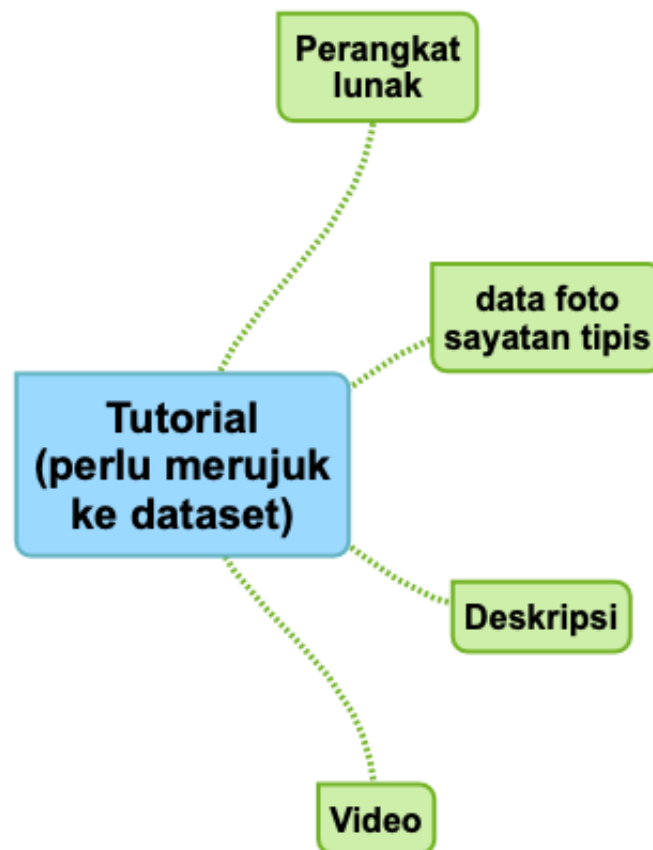 Perangkat
lunak
data foto
sayatan tipis
Tutorial
(perlu merujuk
ke dataset)
Deskripsi
Video